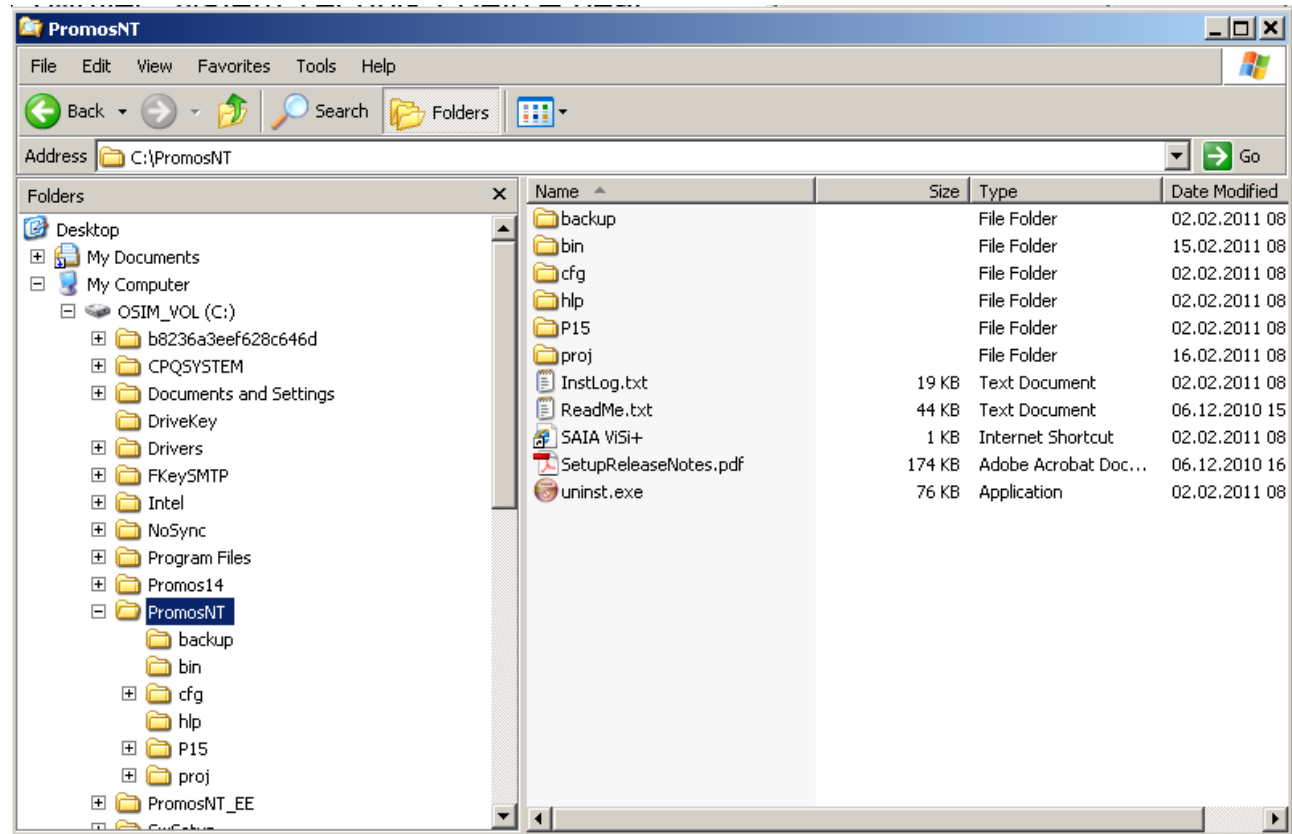 PromosNT
File Edit View Favorites Tools Help
Back Search Folders
Address C:\PromosNT Go
Folders
Desktop
My Documents
My Computer
OSIM_VOL (C:)
b8236a3eef628c646d
CPQSYSTEM
Documents and Settings
DriveKey
Drivers
FKeySMTP
Intel
NoSync
Program Files
Promos14
PromosNT
backup
bin
cfg
hlp
P15
proj
PromosNT_EE
Name Size Type Date Modified
backup File Folder 02.02.2011 08
bin File Folder 15.02.2011 08
cfg File Folder 02.02.2011 08
hlp File Folder 02.02.2011 08
P15 File Folder 02.02.2011 08
proj File Folder 16.02.2011 08
InstLog.txt 19 KB Text Document 02.02.2011 08
ReadMe.txt 44 KB Text Document 06.12.2010 15
SAIA ViSi+ 1 KB Internet Shortcut 02.02.2011 08
SetupReleaseNotes.pdf 174 KB Adobe Acrobat Doc... 06.12.2010 16
uninst.exe 76 KB Application 02.02.2011 08